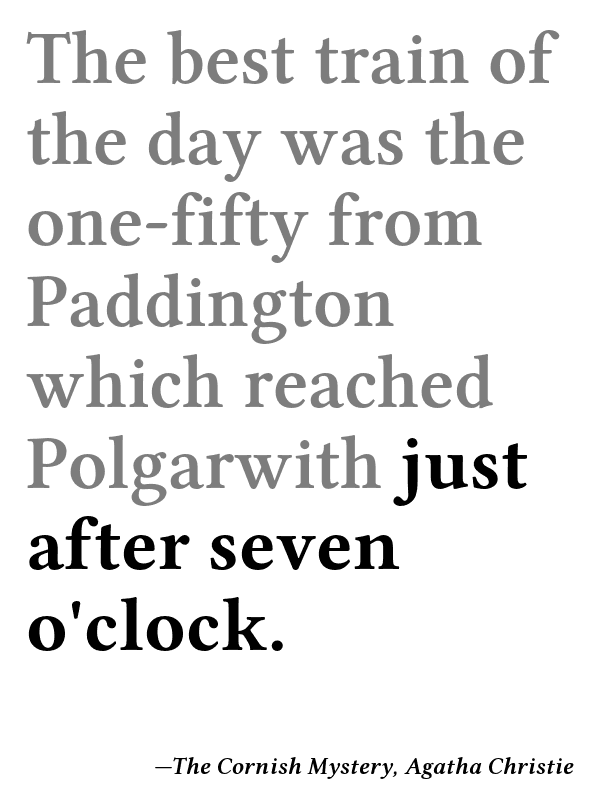 The best train of
the day was the
one-fifty from
Paddington
which reached
Polgarwith just
after seven
o'clock.
—The Cornish Mystery, Agatha Christie